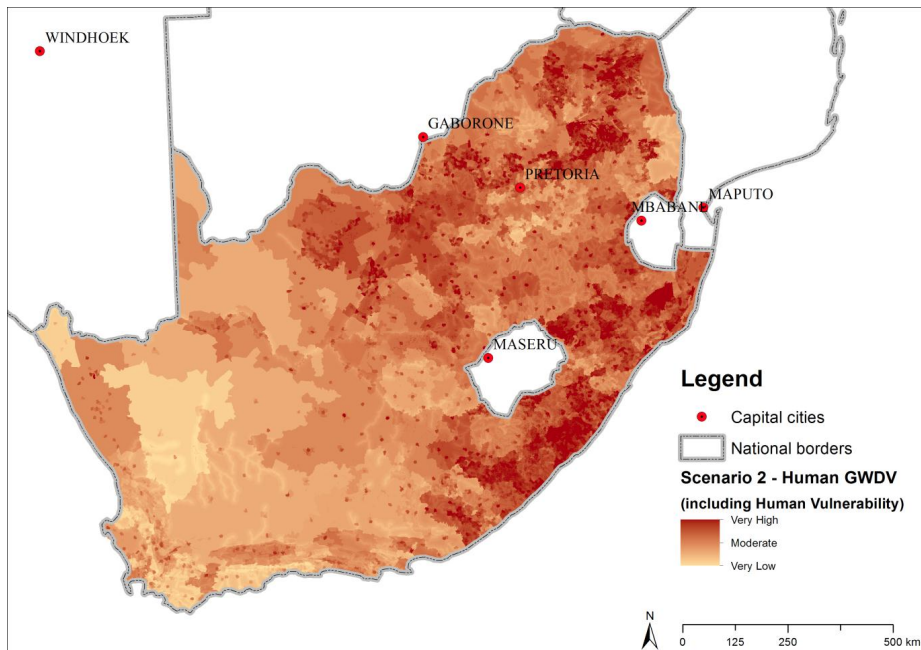 WINDHOEK
GABORONE
PRETORIA
MAPUTO
MBABANE
MASERU
Legend
Capital cities
National borders
Scenario 2 - Human GWDV
(including Human Vulnerability)
Very High
Moderate
Very Low
N
0 125 250 500 km